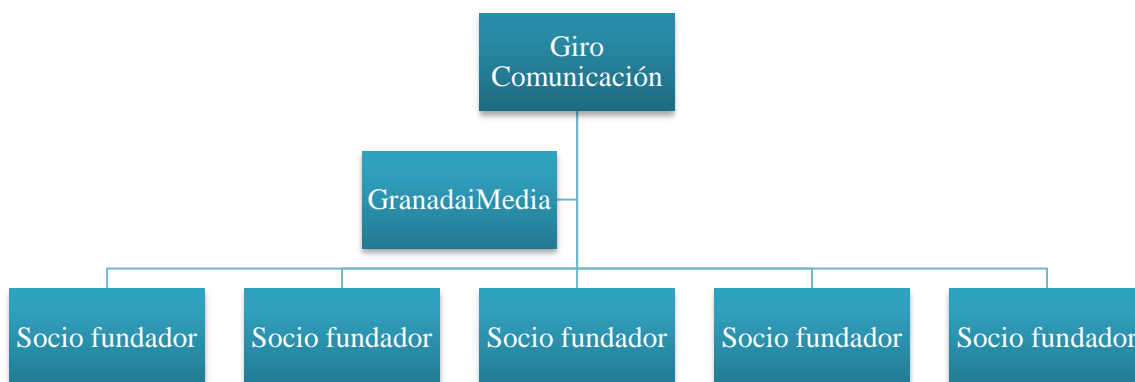 Giro
Comunicación
GranadaiMedia
Socio fundador
Socio fundador
Socio fundador
Socio fundador
Socio fundador